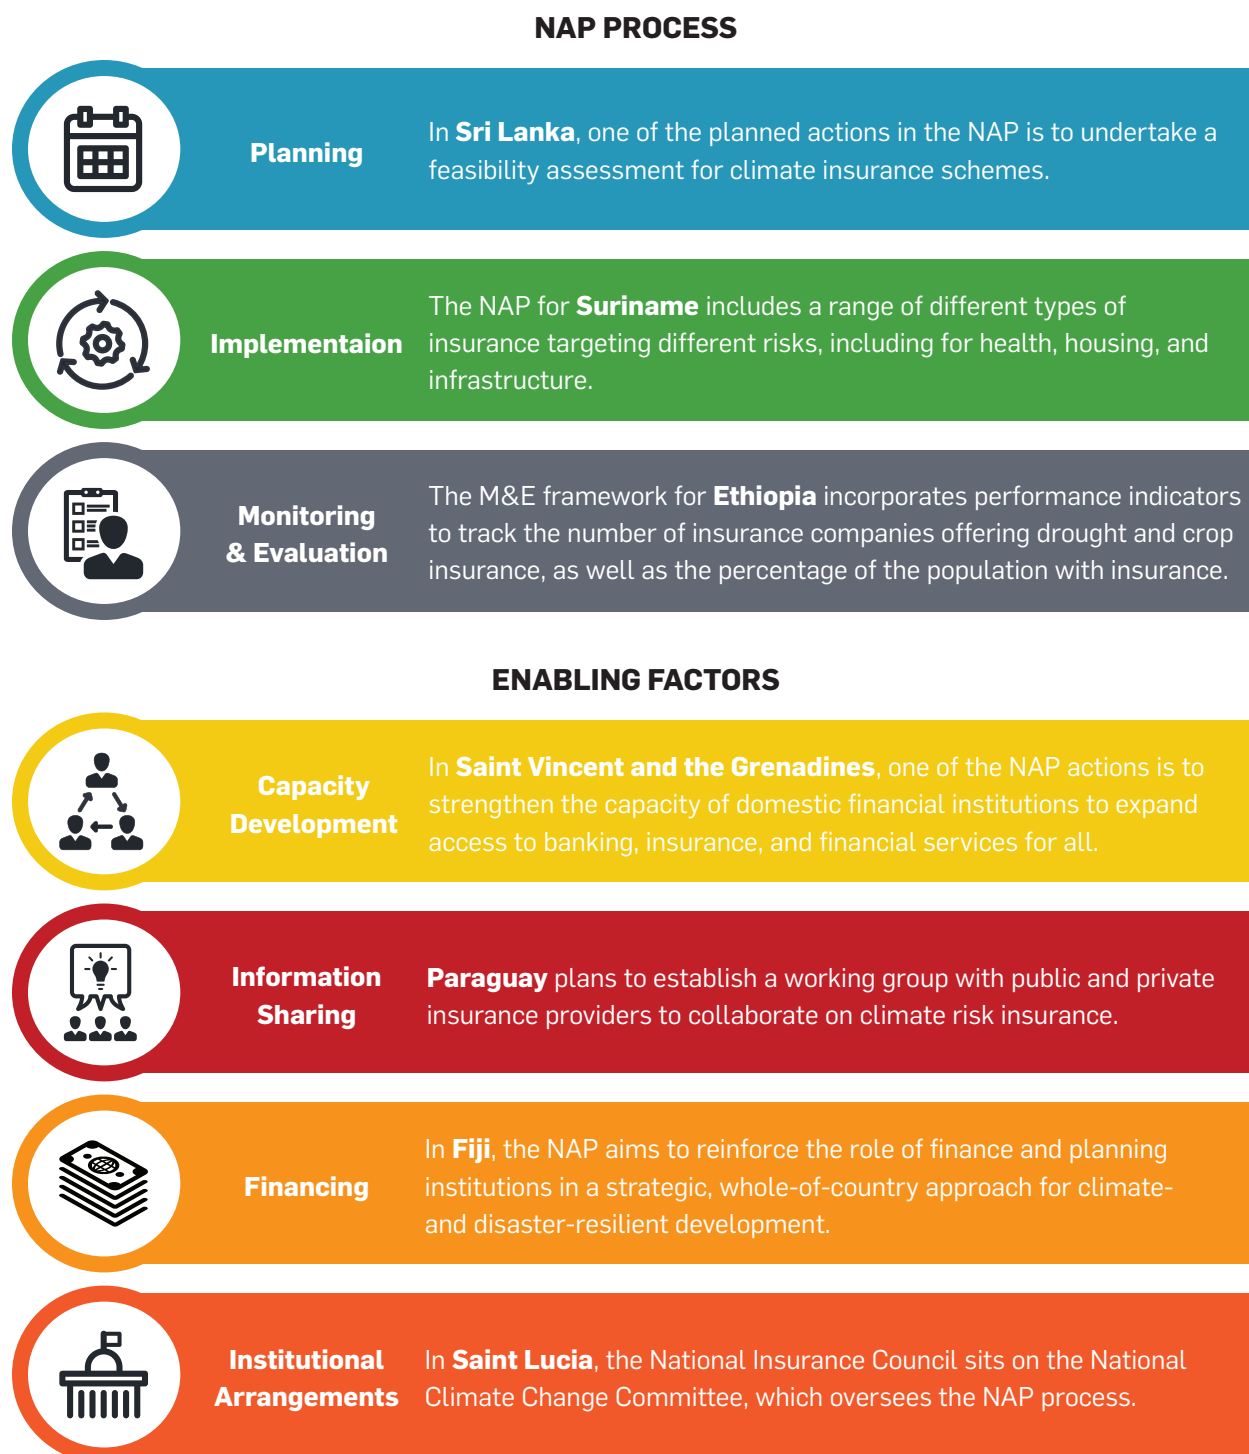 NAP PROCESS
Planning
In Sri Lanka, one of the planned actions in the NAP is to undertake a
feasibility assessment for climate insurance schemes.
Implementaion
The NAP for Suriname includes a range of different types of
insurance targeting different risks, including for health, housing, and
infrastructure.
Monitoring
& Evaluation
The M&E framework for Ethiopia incorporates performance indicators
to track the number of insurance companies offering drought and crop
insurance, as well as the percentage of the population with insurance.
ENABLING FACTORS
Capacity
Development
In Saint Vincent and the Grenadines, one of the NAP actions is to
strengthen the capacity of domestic financial institutions to expand
access to banking, insurance, and financial services for all.
Information
Sharing
Paraguay plans to establish a working group with public and private
insurance providers to collaborate on climate risk insurance.
Financing
In Fiji, the NAP aims to reinforce the role of finance and planning
institutions in a strategic, whole-of-country approach for climate-
and disaster-resilient development.
Institutional
Arrangements
In Saint Lucia, the National Insurance Council sits on the National
Climate Change Committee, which oversees the NAP process.